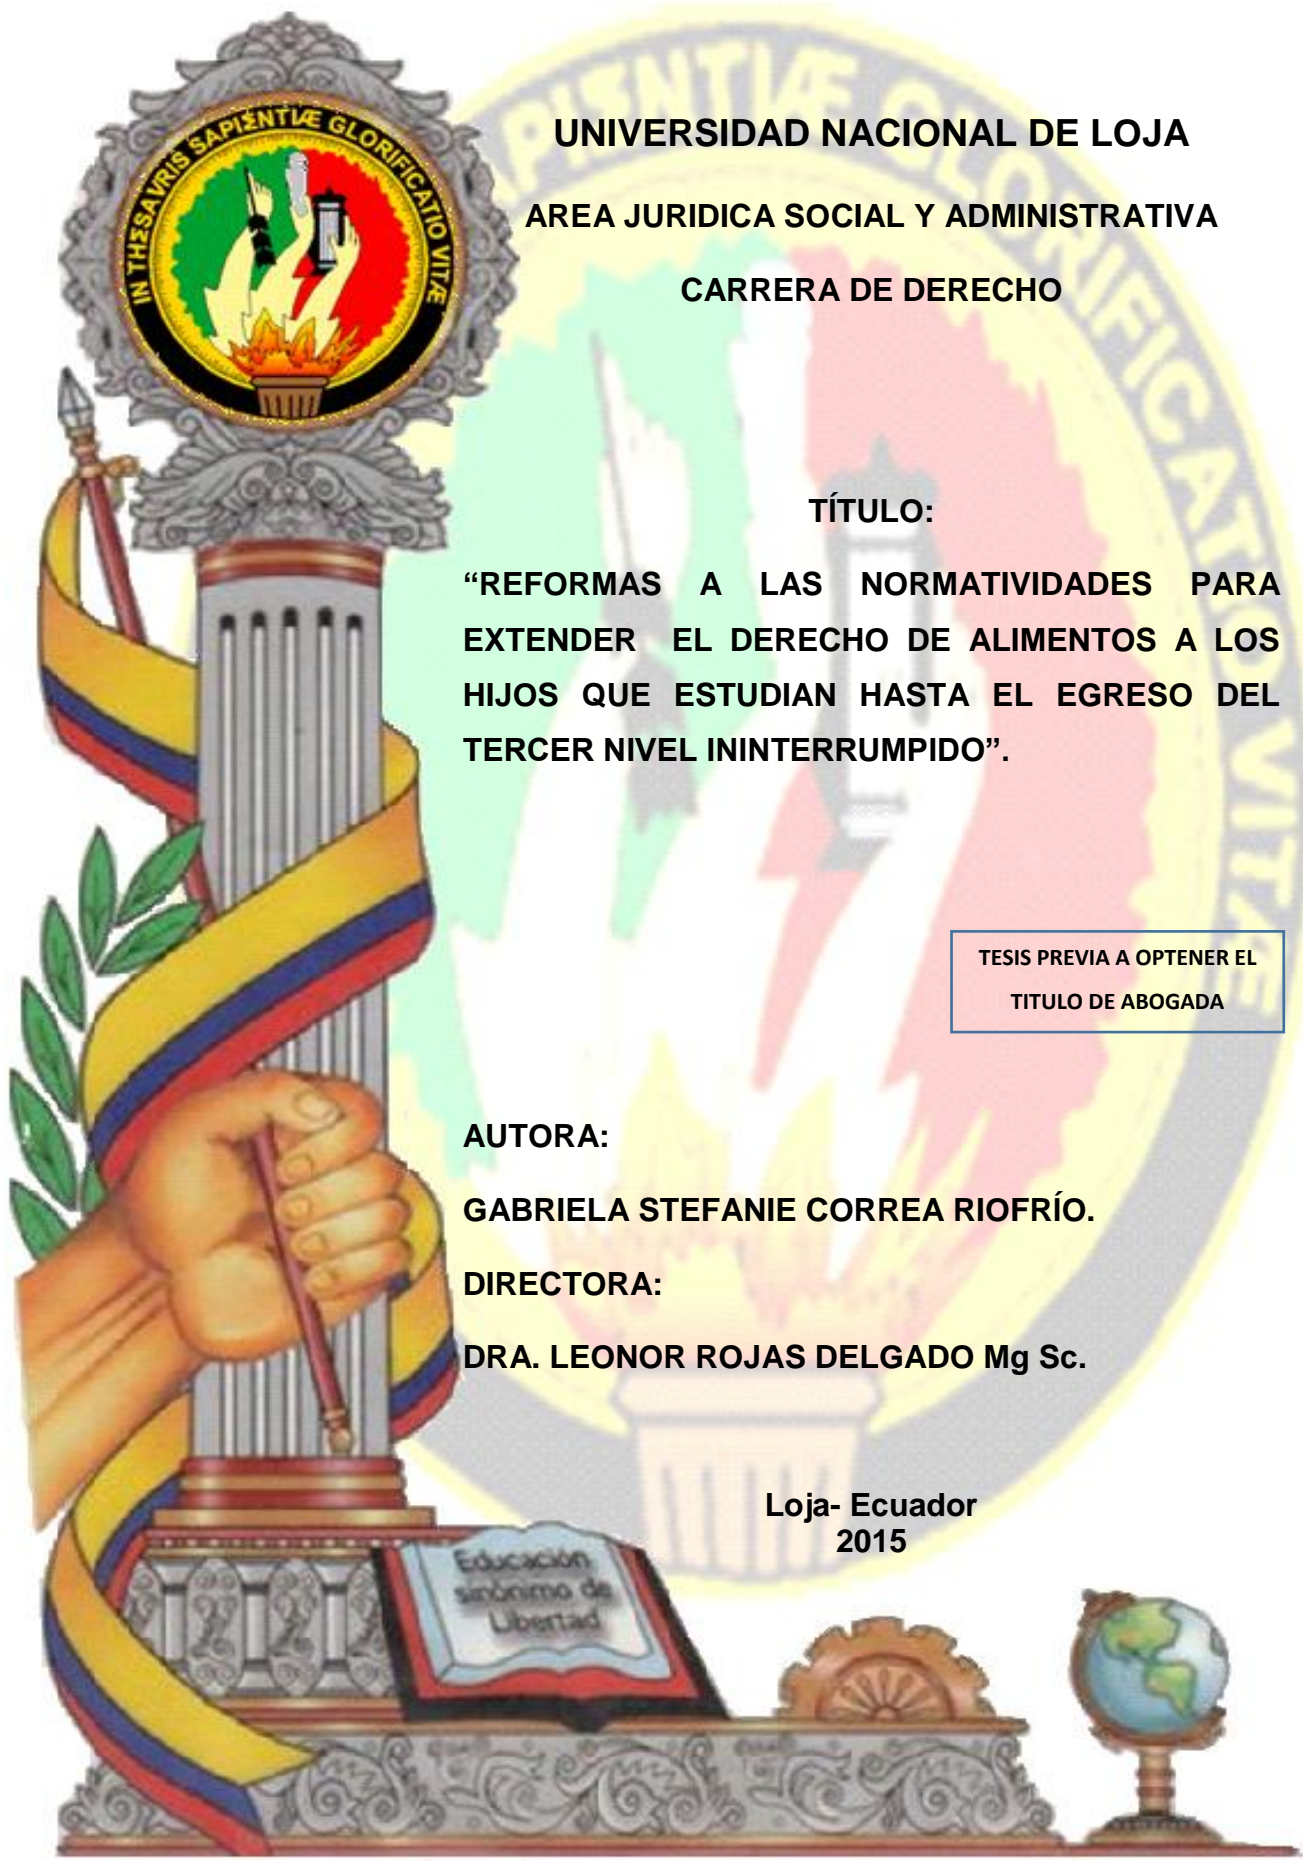 IN THESAVRIS SAPIENTIÆ GLORIFICATIO VITÆ
UNIVERSIDAD NACIONAL DE LOJA
AREA JURIDICA SOCIAL Y ADMINISTRATIVA
CARRERA DE DERECHO
TÍTULO:
“REFORMAS A LAS NORMATIVIDADES PARA
EXTENDER EL DERECHO DE ALIMENTOS A LOS
HIJOS QUE ESTUDIAN HASTA EL EGRESO DEL
TERCER NIVEL ININTERRUMPIDO”.
TESIS PREVIA A OPTENER EL
TITULO DE ABOGADA
AUTORA:
GABRIELA STEFANIE CORREA RIOFRÍO.
DIRECTORA:
DRA. LEONOR ROJAS DELGADO Mg Sc.
Loja- Ecuador
2015
Educación
sinónimo de
Libertad
SAPIENTIÆ GLORIFICATIO VITÆ